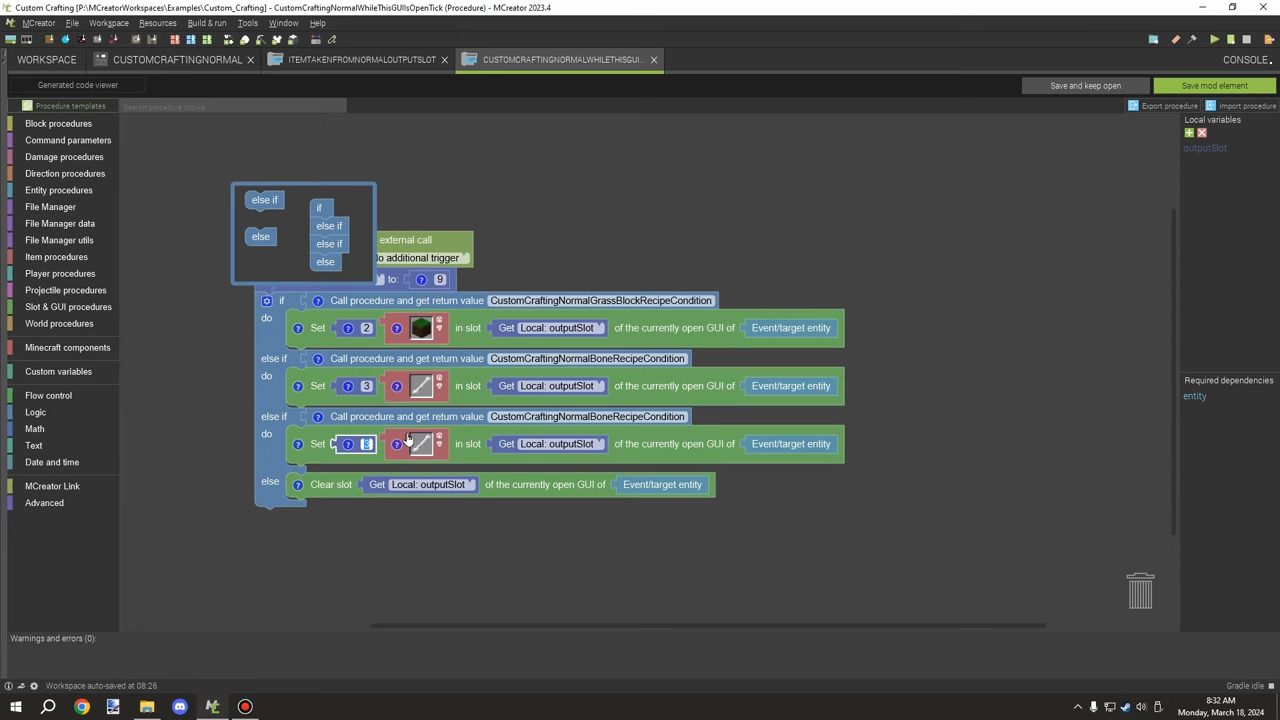 Custom Crafting [P:\MCreatorWorkspaces\Examples\Custom_Crafting] - CustomCraftingNormalWhileThisGUIIsOpenTick (Procedure) - MCreator 2023.4
MCreator File Workspace Resources Build & run Tools Window Help
WORKSPACE CUSTOMCRAFTINGNORMAL ITEMTAKENFROMNORMALOUTPUTSLOT CUSTOMCRAFTINGNORMALWHILETHISGUI... CONSOLE
Generated code viewer Save and keep open Save mod element
Procedure templates Search procedure blocks... Export procedure Import procedure
Local variables
outputSlot
Required dependencies
entity
Block procedures
Command parameters
Damage procedures
Direction procedures
Entity procedures
File Manager
File Manager data
File Manager utils
Item procedures
Player procedures
Projectile procedures
Slot & GUI procedures
World procedures
Minecraft components
Custom variables
Flow control
Logic
Math
Text
Date and time
MCreator Link
Advanced
else if
else
if
else if
else if
else
external call
o additional trigger
to: ? 9
if ? Call procedure and get return value CustomCraftingNormalGrassBlockRecipeCondition
do ? Set ? 2 ? in slot ? Get Local: outputSlot of the currently open GUI of Event/target entity
else if ? Call procedure and get return value CustomCraftingNormalBoneRecipeCondition
do ? Set ? 3 ? in slot ? Get Local: outputSlot of the currently open GUI of Event/target entity
else if ? Call procedure and get return value CustomCraftingNormalBoneRecipeCondition
do ? Set ? 3 ? in slot ? Get Local: outputSlot of the currently open GUI of Event/target entity
else ? Clear slot Get Local: outputSlot of the currently open GUI of Event/target entity
Warnings and errors (0):
Workspace auto-saved at 08:26 Gradle idle
8:32 AM
Monday, March 18, 2024